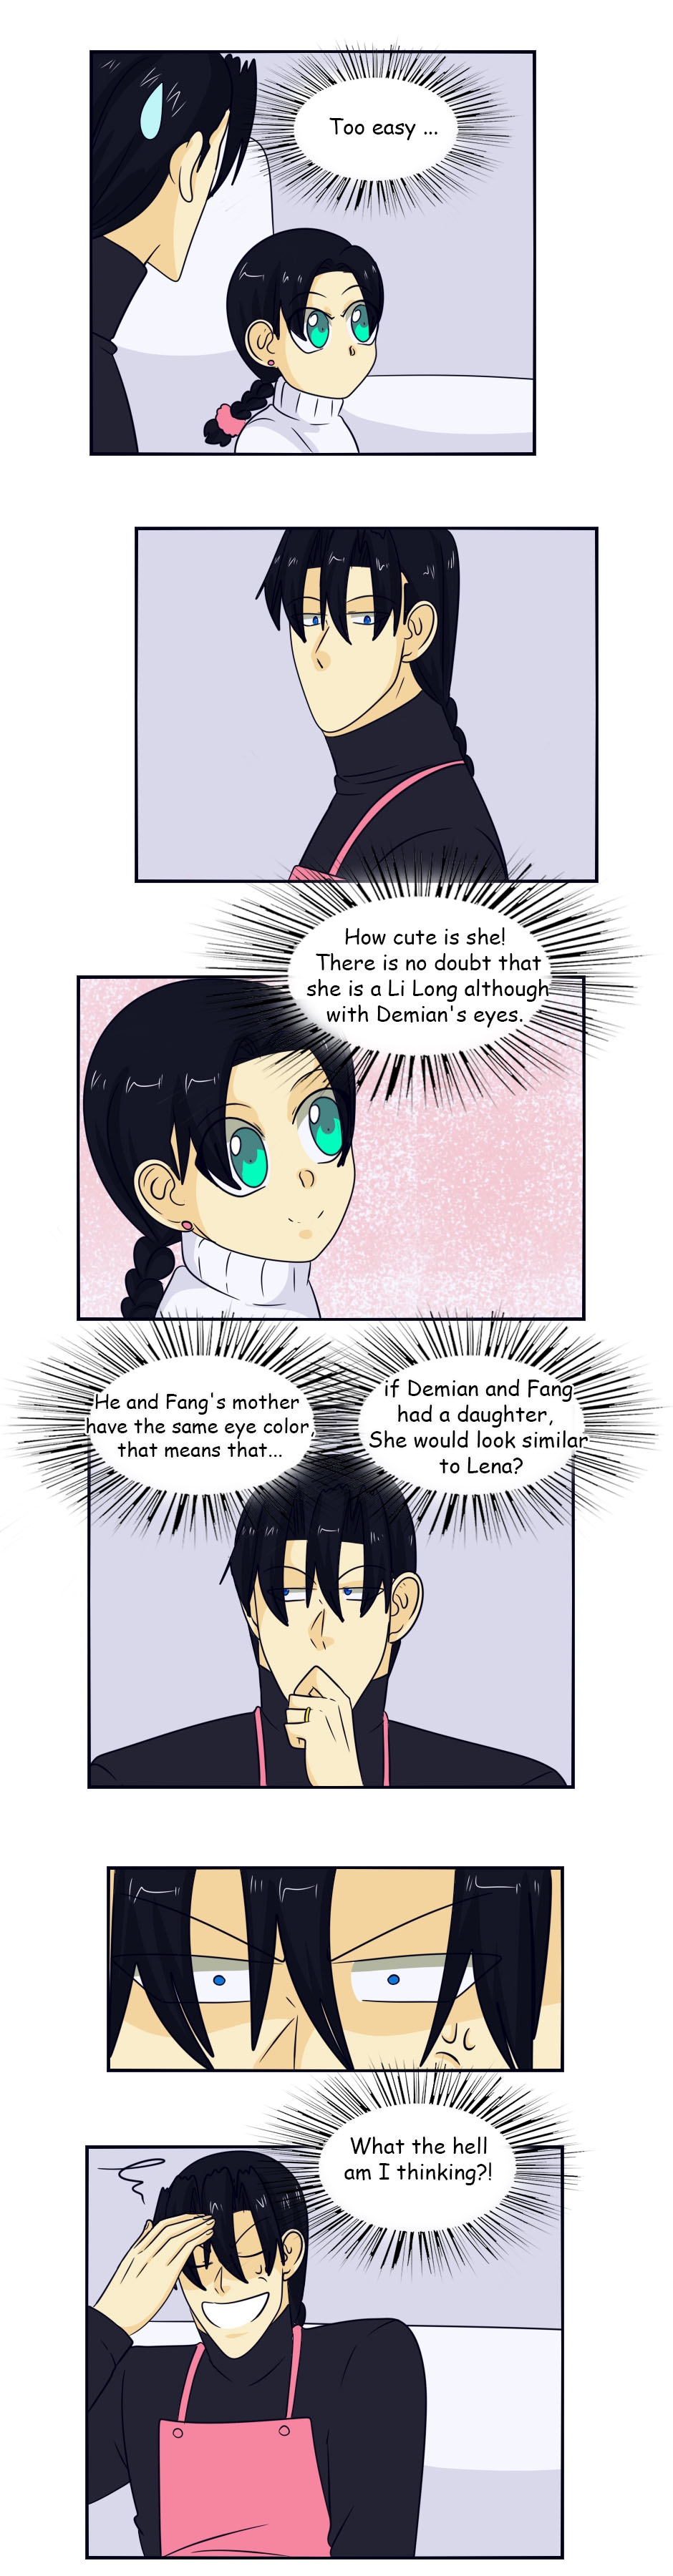 Too easy ...
How cute is she!
There is no doubt that
she is a Li Long although
with Demian's eyes.
He and Fang's mother
have the same eye color,
that means that...
if Demian and Fang
had a daughter,
She would look similar
to Lena?
What the hell
am I thinking?!